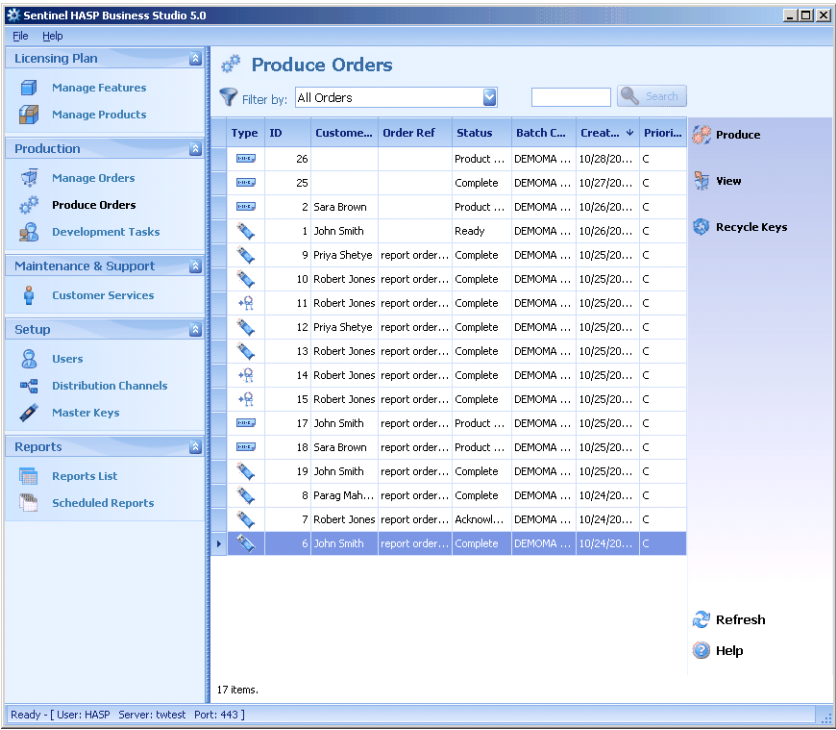 Sentinel HASP Business Studio 5.0
File Help
Licensing Plan
Manage Features
Manage Products
Production
Manage Orders
Produce Orders
Development Tasks
Maintenance & Support
Customer Services
Setup
Users
Distribution Channels
Master Keys
Reports
Reports List
Scheduled Reports
Produce Orders
Filter by: All Orders Search
Type ID Custome... Order Ref Status Batch C... Creat... Priori...
26 Product ... DEMOMA ... 10/28/20... C
25 Complete DEMOMA ... 10/27/20... C
2 Sara Brown Product ... DEMOMA ... 10/26/20... C
1 John Smith Ready DEMOMA ... 10/26/20... C
9 Priya Shetye report order... Complete DEMOMA ... 10/25/20... C
10 Robert Jones report order... Complete DEMOMA ... 10/25/20... C
11 Robert Jones report order... Complete DEMOMA ... 10/25/20... C
12 Priya Shetye report order... Complete DEMOMA ... 10/25/20... C
13 Robert Jones report order... Complete DEMOMA ... 10/25/20... C
14 Robert Jones report order... Complete DEMOMA ... 10/25/20... C
15 Robert Jones report order... Complete DEMOMA ... 10/25/20... C
17 John Smith report order... Product ... DEMOMA ... 10/25/20... C
18 Sara Brown report order... Product ... DEMOMA ... 10/25/20... C
19 John Smith report order... Complete DEMOMA ... 10/25/20... C
8 Parag Mah... report order... Complete DEMOMA ... 10/24/20... C
7 Robert Jones report order... Acknowl... DEMOMA ... 10/24/20... C
6 John Smith report order... Complete DEMOMA ... 10/24/20... C
17 items.
Produce
View
Recycle Keys
Refresh
Help
Ready - [ User: HASP Server: twtest Port: 443 ]